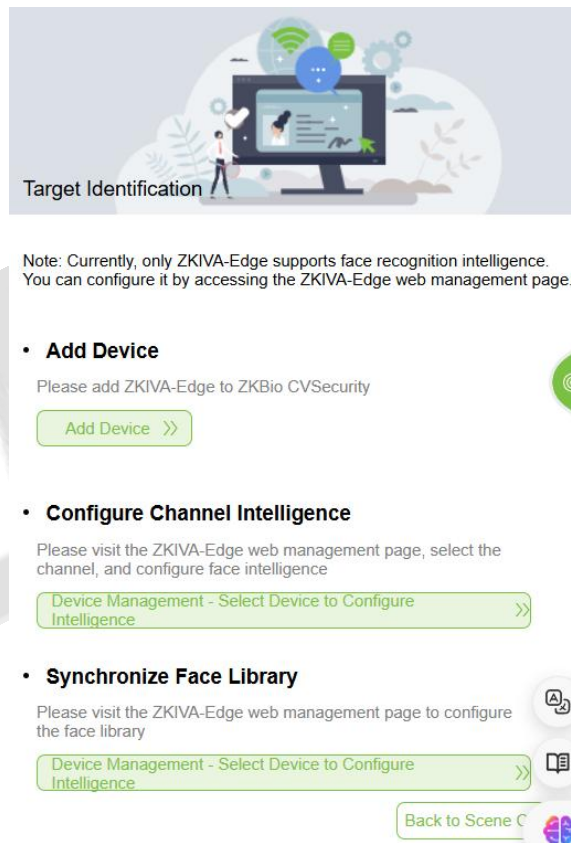 Target Identification
Note: Currently, only ZKIVA-Edge supports face recognition intelligence.
You can configure it by accessing the ZKIVA-Edge web management page.
• Add Device
Please add ZKIVA-Edge to ZKBio CVSecurity
Add Device
• Configure Channel Intelligence
Please visit the ZKIVA-Edge web management page, select the
channel, and configure face intelligence
Device Management - Select Device to Configure
Intelligence
• Synchronize Face Library
Please visit the ZKIVA-Edge web management page to configure
the face library
Device Management - Select Device to Configure
Intelligence
Back to Scene